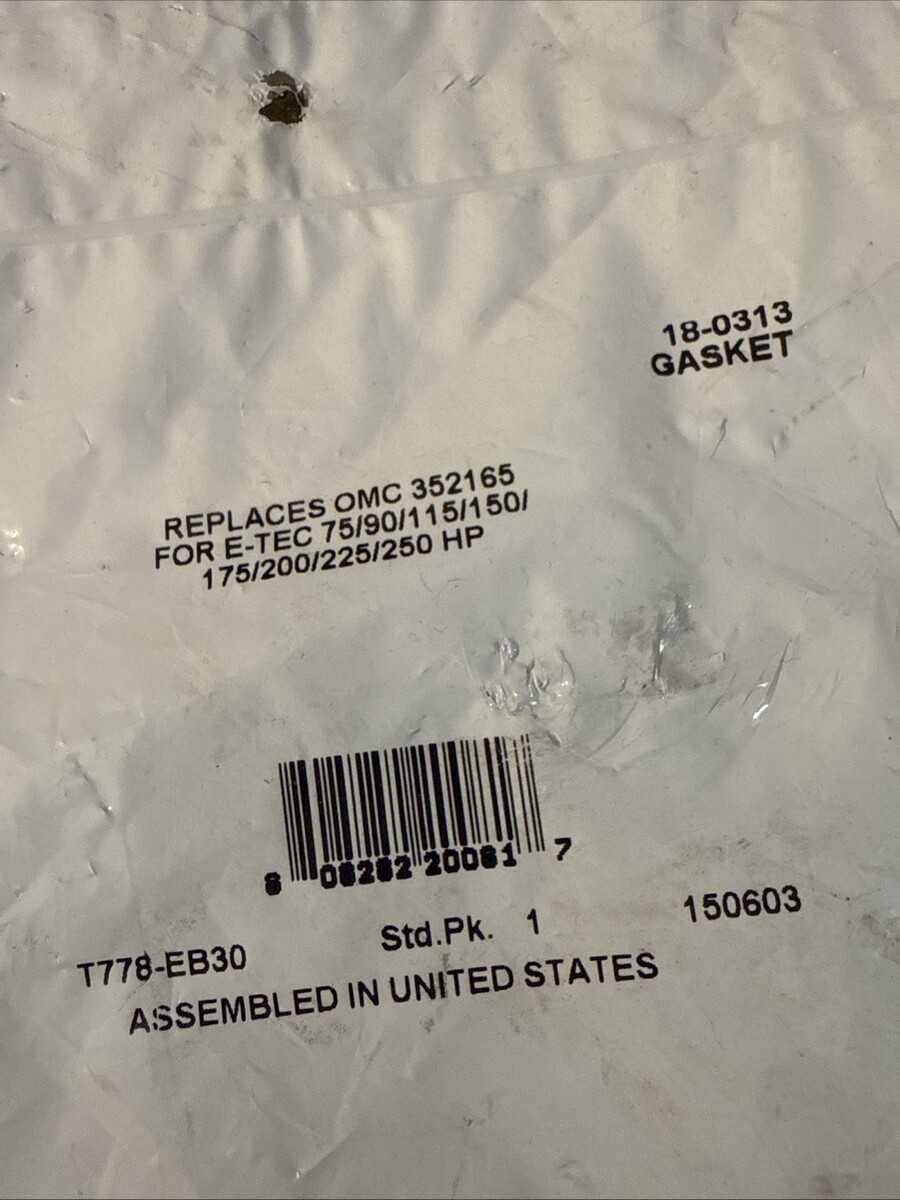 18-0313
GASKET
REPLACES OMC 352165
FOR E-TEC 75/90/115/150/
175/200/225/250 HP
8 08282 20081 7
T778-EB30 Std.Pk. 1 150603
ASSEMBLED IN UNITED STATES